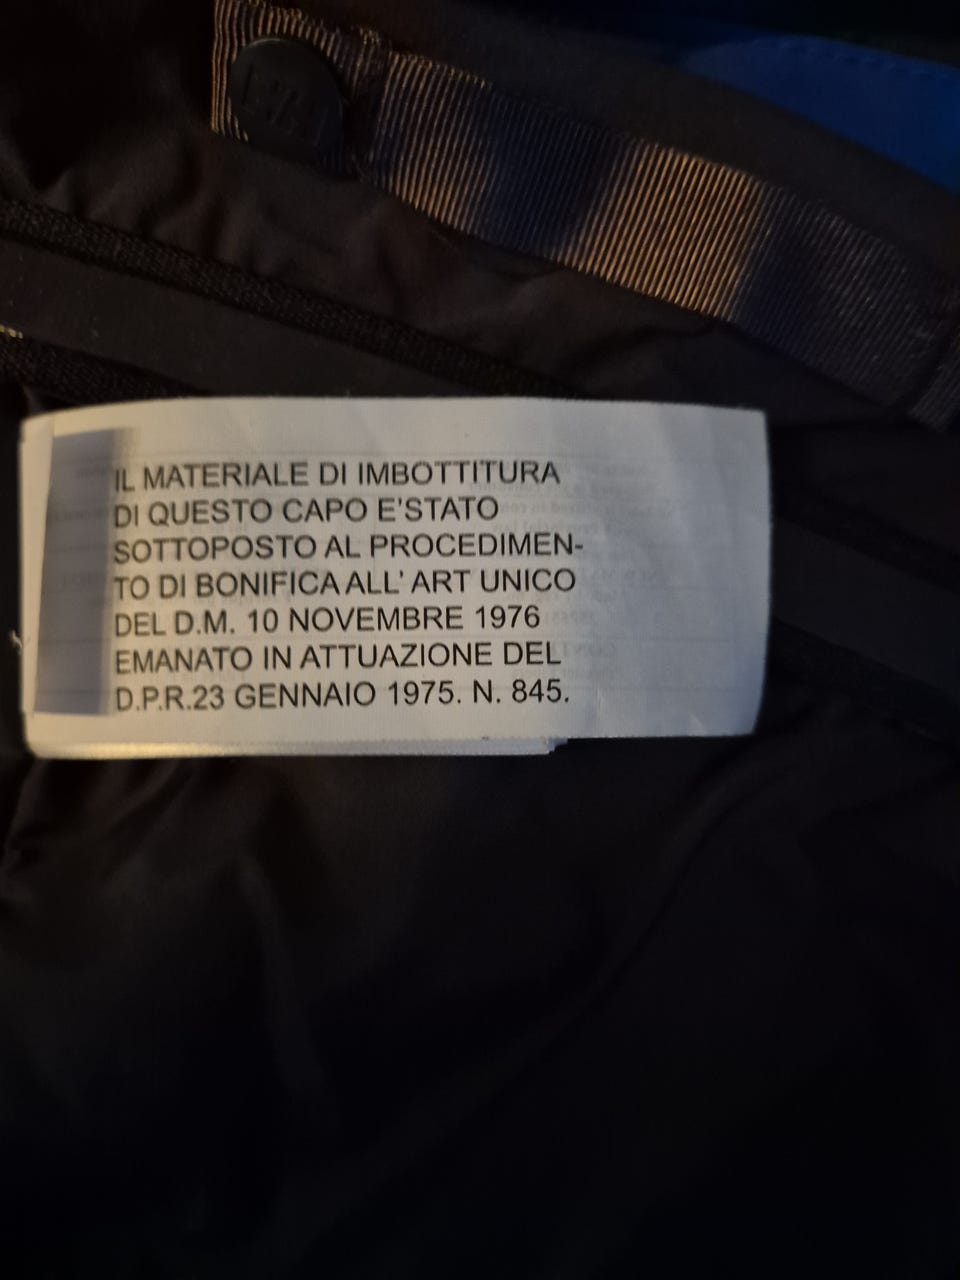 IL MATERIALE DI IMBOTTITURA
DI QUESTO CAPO E'STATO
SOTTOPOSTO AL PROCEDIMEN-
TO DI BONIFICA ALL' ART UNICO
DEL D.M. 10 NOVEMBRE 1976
EMANATO IN ATTUAZIONE DEL
D.P.R.23 GENNAIO 1975. N. 845.